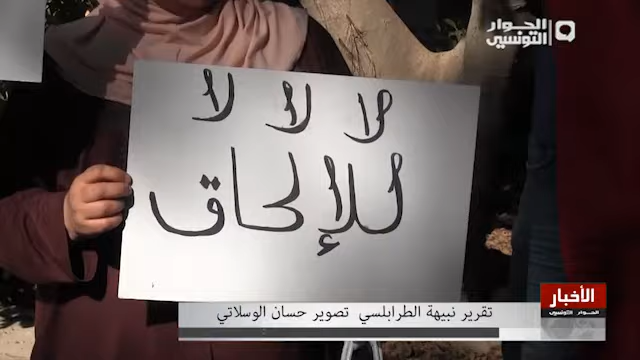 الحوار
التونسي
لا لا لا
للإلحاق
تقرير نبيهة الطرابلسي تصوير حسان الوسلاتي
الأخبار
الحوار التونسي